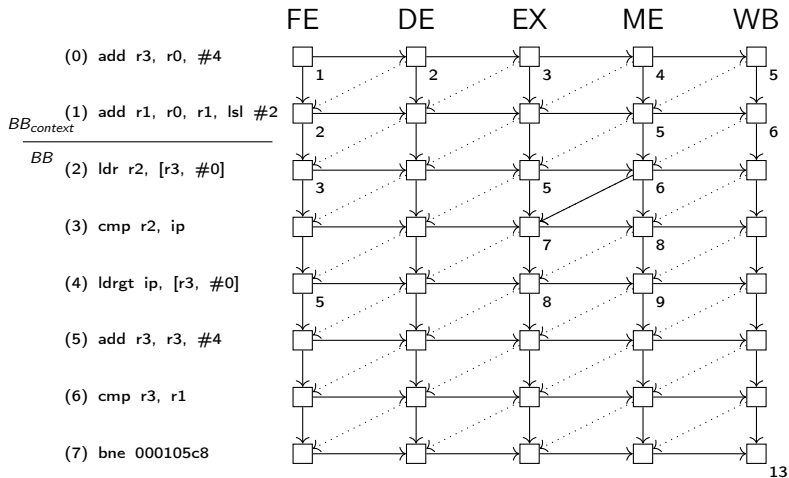 FE DE EX ME WB
(0) add r3, r0, #4
1 2 3 4 5
(1) add r1, r0, r1, lsl #2
BBcontext
2 5 6
BB
(2) ldr r2, [r3, #0]
3 5 6
(3) cmp r2, ip
7 8
(4) ldrgt ip, [r3, #0]
5 8 9
(5) add r3, r3, #4
(6) cmp r3, r1
(7) bne 000105c8
13